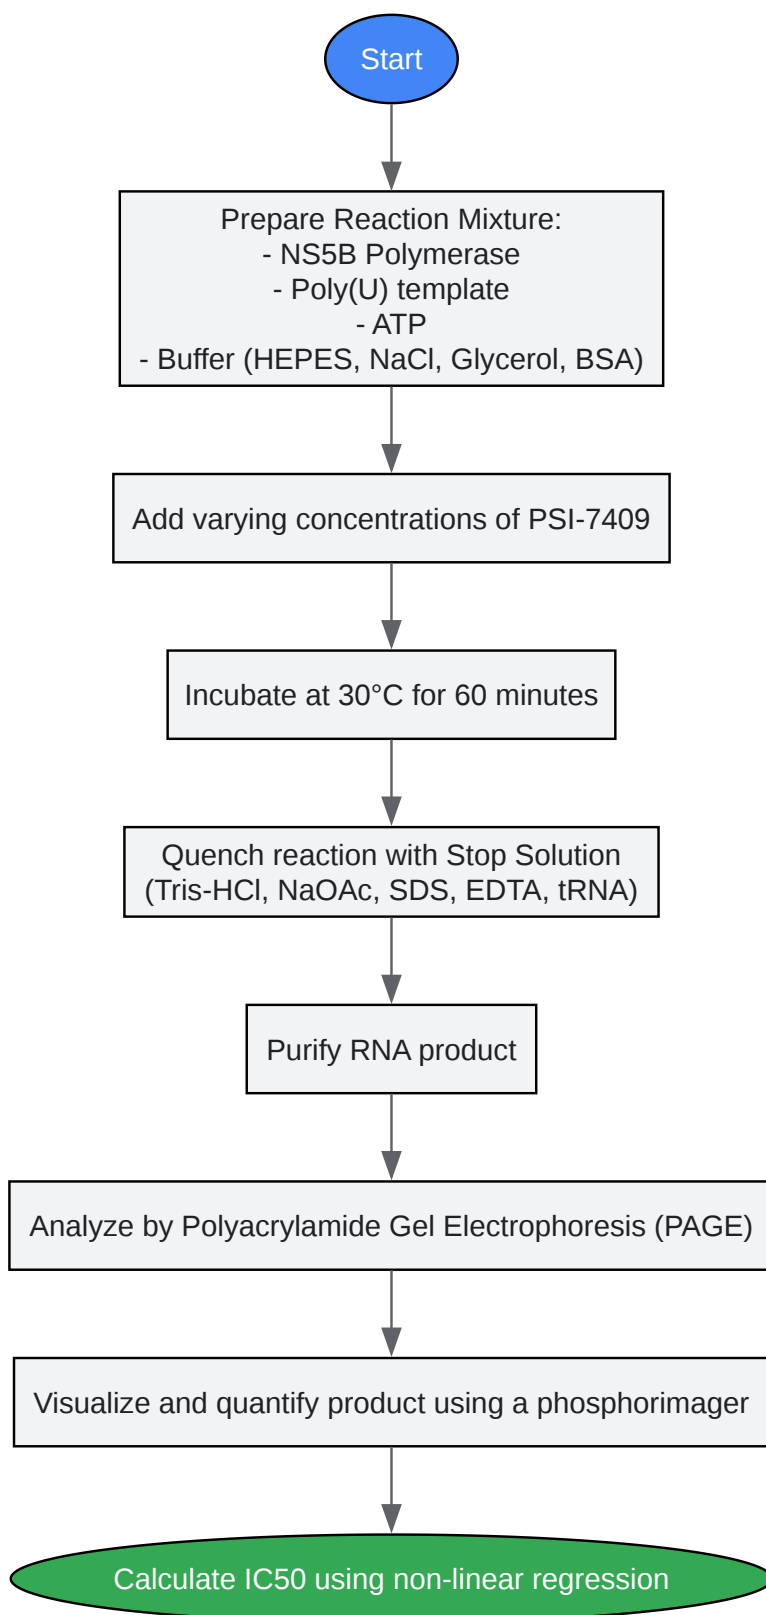 Start
Prepare Reaction Mixture:
- NS5B Polymerase
- Poly(U) template
- ATP
- Buffer (HEPES, NaCl, Glycerol, BSA)
Add varying concentrations of PSI-7409
Incubate at 30°C for 60 minutes
Quench reaction with Stop Solution
(Tris-HCl, NaOAc, SDS, EDTA, tRNA)
Purify RNA product
Analyze by Polyacrylamide Gel Electrophoresis (PAGE)
Visualize and quantify product using a phosphorimager
Calculate IC50 using non-linear regression